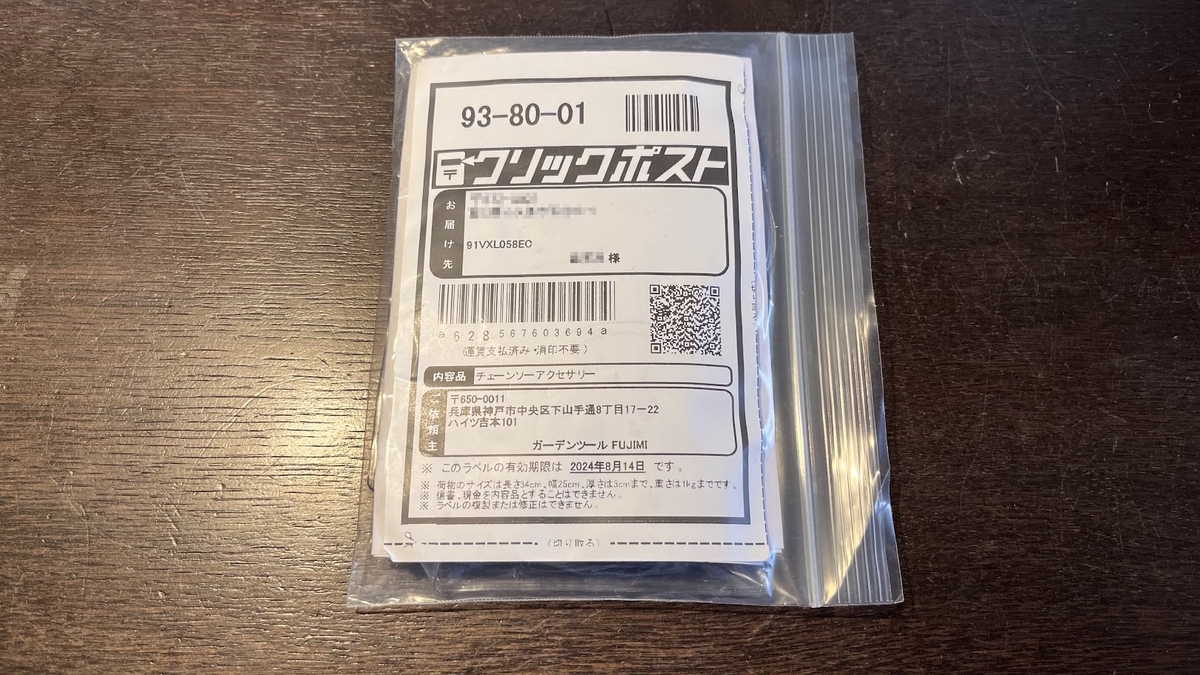 93-80-01
クリックポスト
お届け先
91VXL058EC
様
a628567603694a
(運賃支払済み・消印不要)
内容品 チェーンソーアクセサリー
ご依頼主
〒650-0011
兵庫県神戸市中央区下山手通8丁目17-22
ハイツ吉本101
ガーデンツール FUJIMI
※ このラベルの有効期限は 2024年8月14日 です。
※ 荷物のサイズは長さ34cm、幅25cm、厚さは3cmまで、重さは1kgまでです。
※ 信書、現金を内容品とすることはできません。
※ ラベルの複製または修正はできません。
(切り取る)